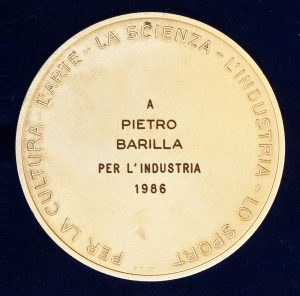 PER LA CULTURA - L'ARTE - LA SCIENZA - L'INDUSTRIA - LO SPORT
A
PIETRO
BARILLA
PER L'INDUSTRIA
1986